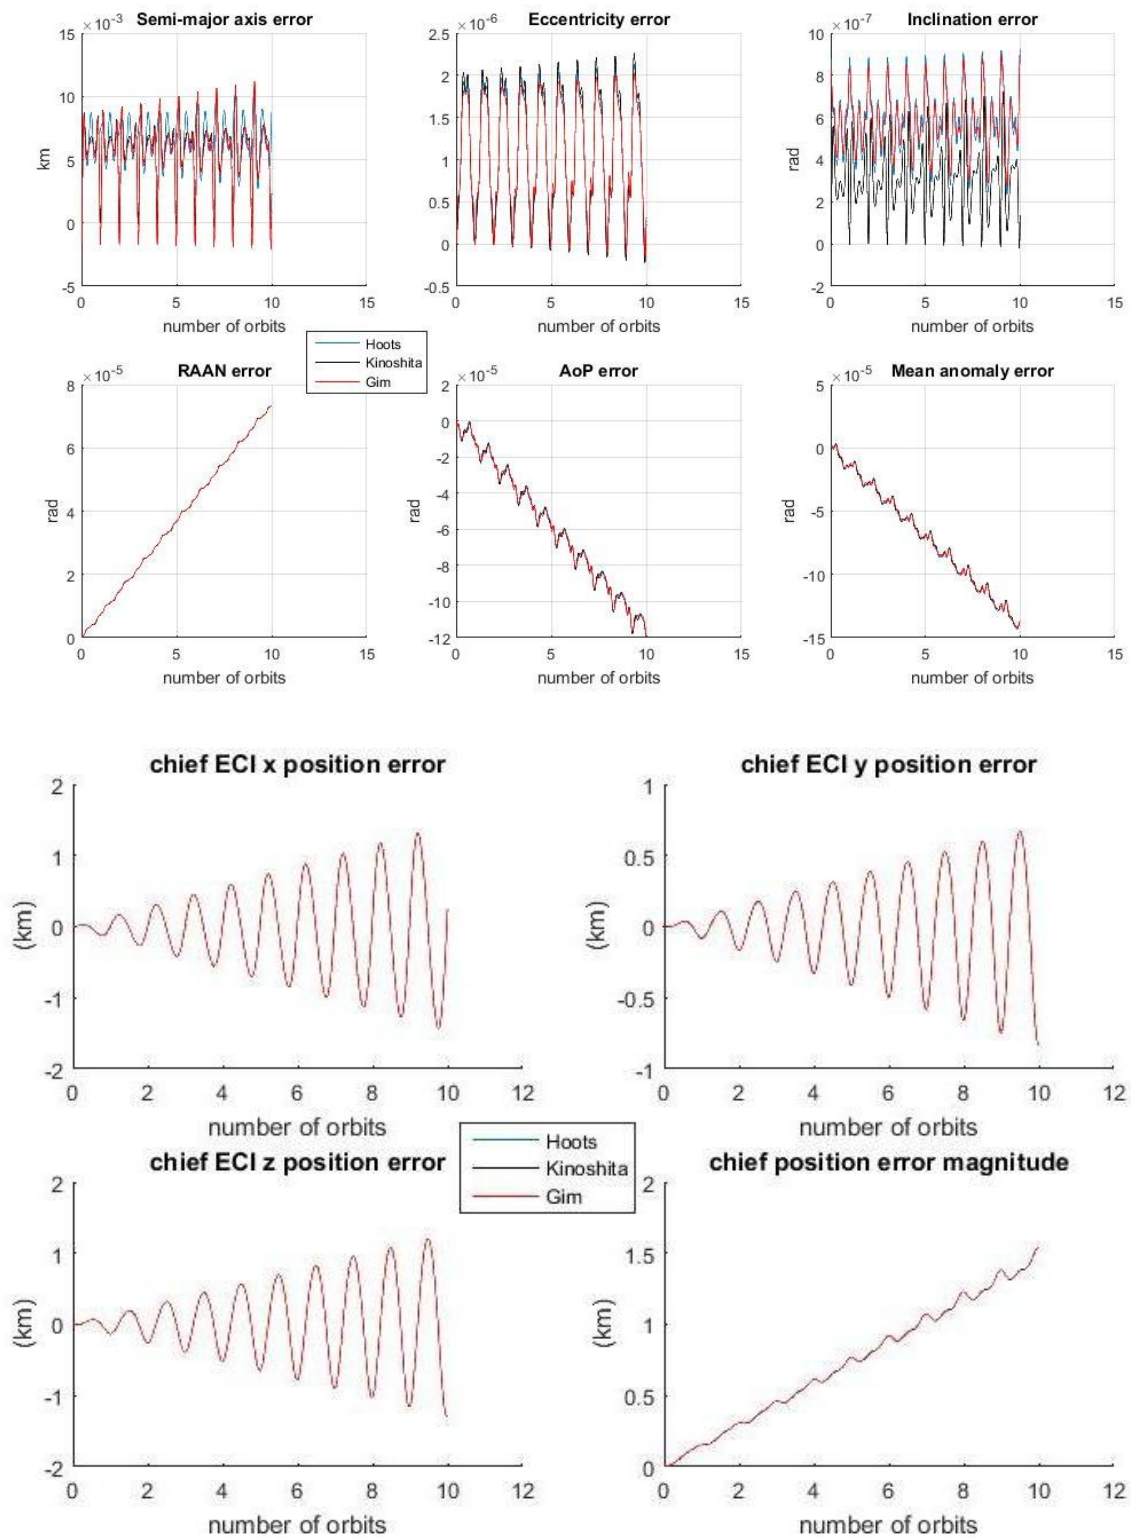 Semi-major axis error
×10⁻³
15
10
5
0
-5
km
0 5 10 15
number of orbits
Eccentricity error
×10⁻⁶
2.5
2
1.5
1
0.5
0
-0.5
0 5 10 15
number of orbits
Inclination error
×10⁻⁷
10
8
6
4
2
0
-2
rad
0 5 10 15
number of orbits
Hoots
Kinoshita
Gim
RAAN error
×10⁻⁵
8
6
4
2
0
rad
0 5 10 15
number of orbits
AoP error
×10⁻⁵
2
0
-2
-4
-6
-8
-10
-12
rad
0 5 10 15
number of orbits
Mean anomaly error
×10⁻⁵
5
0
-5
-10
-15
rad
0 5 10 15
number of orbits
chief ECI x position error
2
1
0
-1
-2
(km)
0 2 4 6 8 10 12
number of orbits
chief ECI y position error
1
0.5
0
-0.5
-1
(km)
0 2 4 6 8 10 12
number of orbits
Hoots
Kinoshita
Gim
chief ECI z position error
2
1
0
-1
-2
(km)
0 2 4 6 8 10 12
number of orbits
chief position error magnitude
2
1.5
1
0.5
0
(km)
0 2 4 6 8 10 12
number of orbits